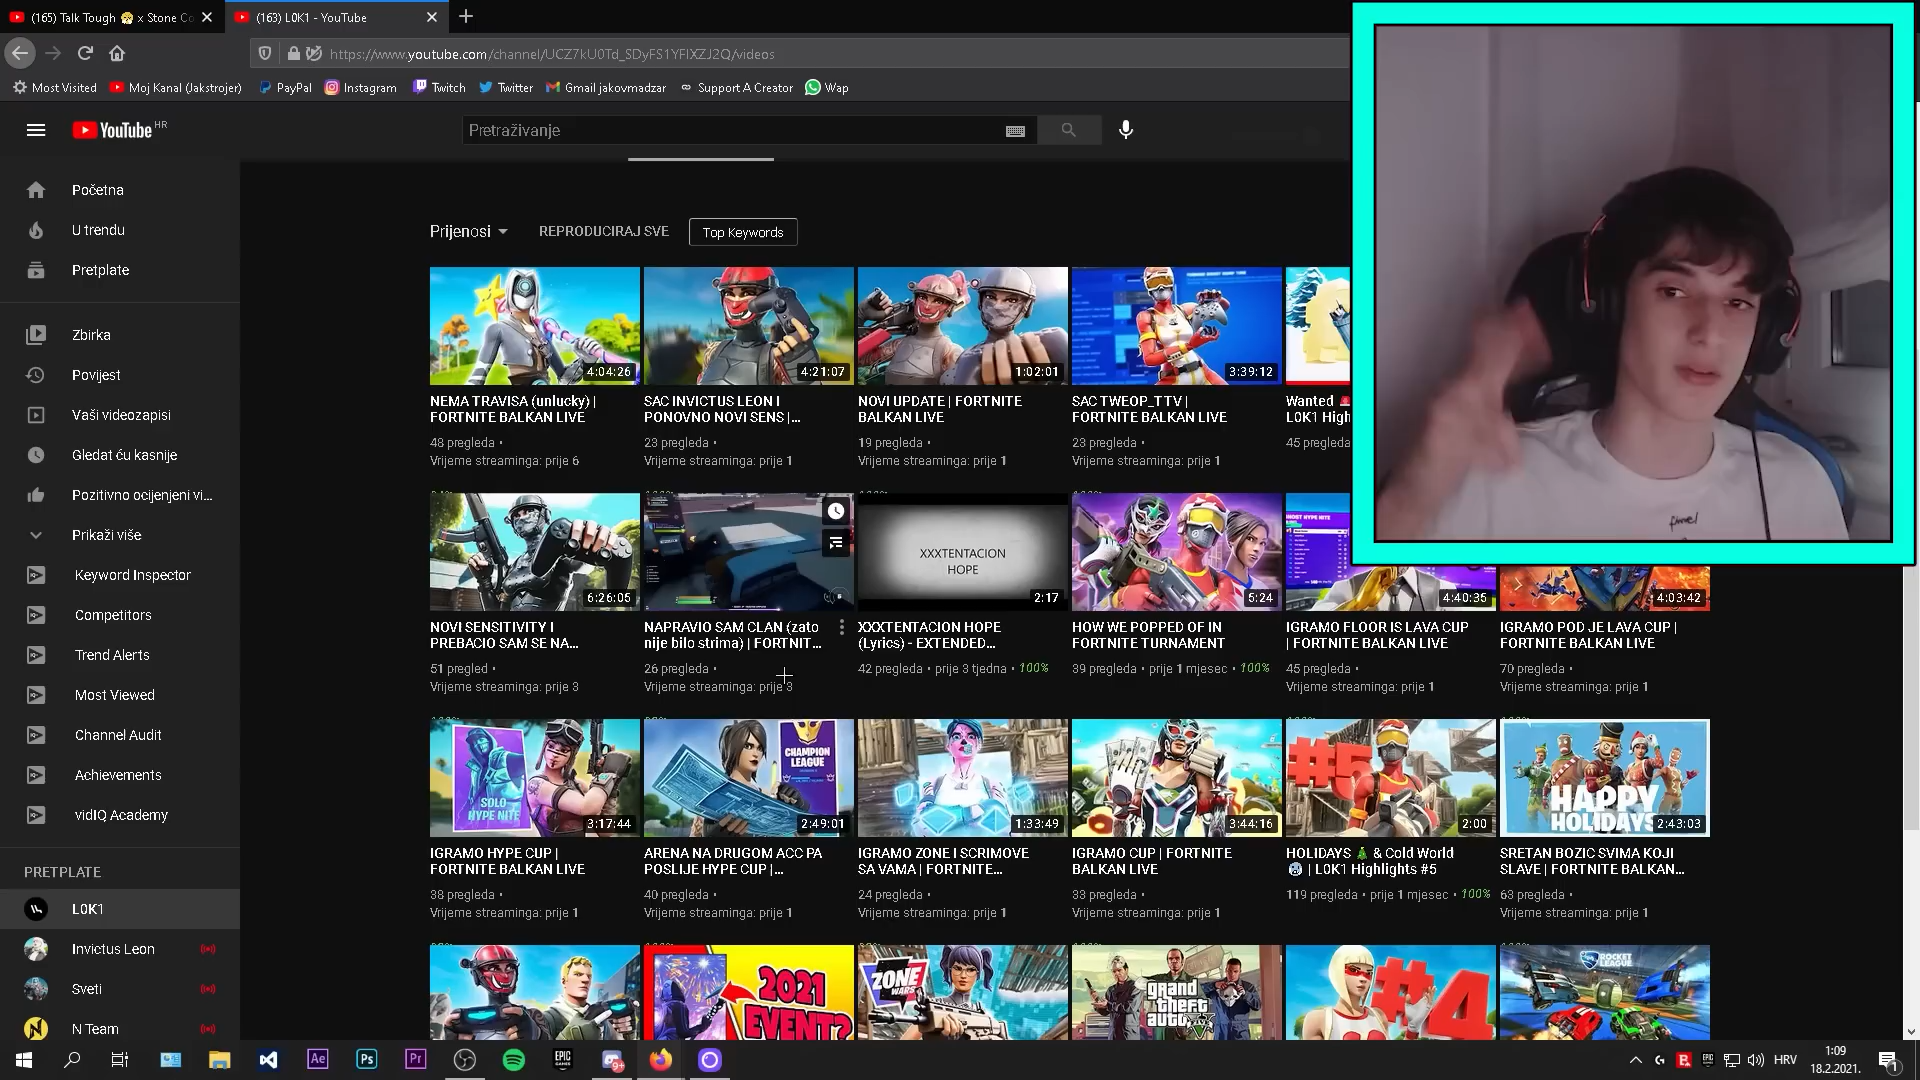 (165) Talk Tough 🤫 x Stone Co
(163) L0K1 - YouTube
https://www.youtube.com/channel/UCZ7kU0Td_SDyFS1YFIXZJ2Q/videos
Most Visited
Moj Kanal (Jakstrojer)
PayPal
Instagram
Twitch
Twitter
Gmail jakovmadzar
Support A Creator
Wap
YouTube HR
Pretraživanje
Početna
U trendu
Pretplate
Zbirka
Povijest
Vaši videozapisi
Gledat ću kasnije
Pozitivno ocijenjeni vi...
Prikaži više
Keyword Inspector
Competitors
Trend Alerts
Most Viewed
Channel Audit
Achievements
vidIQ Academy
PRETPLATE
L0K1
Invictus Leon
Sveti
N Team
Prijenosi
REPRODUCIRAJ SVE
Top Keywords
4:04:26
NEMA TRAVISA (unlucky) |
FORTNITE BALKAN LIVE
48 pregleda •
Vrijeme streaminga: prije 6
4:21:07
SAC INVICTUS LEON I
PONOVNO NOVI SENS |...
23 pregleda •
Vrijeme streaminga: prije 1
1:02:01
NOVI UPDATE | FORTNITE
BALKAN LIVE
19 pregleda •
Vrijeme streaminga: prije 1
3:39:12
SAC TWEOP_TTV |
FORTNITE BALKAN LIVE
23 pregleda •
Vrijeme streaminga: prije 1
Wanted 🚨
L0K1 High
45 pregleda
6:26:05
NOVI SENSITIVITY I
PREBACIO SAM SE NA...
51 pregled •
Vrijeme streaminga: prije 3
NAPRAVIO SAM CLAN (zato
nije bilo strima) | FORTNIT...
26 pregleda •
Vrijeme streaminga: prije 3
XXXTENTACION
HOPE
2:17
XXXTENTACION HOPE
(Lyrics) - EXTENDED...
42 pregleda • prije 3 tjedna • 100%
5:24
HOW WE POPPED OF IN
FORTNITE TURNAMENT
39 pregleda • prije 1 mjesec • 100%
4:40:35
IGRAMO FLOOR IS LAVA CUP
| FORTNITE BALKAN LIVE
45 pregleda •
Vrijeme streaminga: prije 1
4:03:42
IGRAMO POD JE LAVA CUP |
FORTNITE BALKAN LIVE
70 pregleda •
Vrijeme streaminga: prije 1
SOLO
HYPE NITE
3:17:44
IGRAMO HYPE CUP |
FORTNITE BALKAN LIVE
38 pregleda •
Vrijeme streaminga: prije 1
CHAMPION
LEAGUE
2:49:01
ARENA NA DRUGOM ACC PA
POSLIJE HYPE CUP |...
40 pregleda •
Vrijeme streaminga: prije 1
1:33:49
IGRAMO ZONE I SCRIMOVE
SA VAMA | FORTNITE...
24 pregleda •
Vrijeme streaminga: prije 1
3:44:16
IGRAMO CUP | FORTNITE
BALKAN LIVE
33 pregleda •
Vrijeme streaminga: prije 1
#5
2:00
HOLIDAYS 🎄 & Cold World
🥶 | L0K1 Highlights #5
119 pregleda • prije 1 mjesec • 100%
HAPPY
HOLIDAYS
2:43:03
SRETAN BOZIC SVIMA KOJI
SLAVE | FORTNITE BALKAN...
63 pregleda •
Vrijeme streaminga: prije 1
2021
EVENT?
ZONE
WARS
grand
theft
auto V
#4
ROCKET
LEAGUE
Ae
Ps
Pr
EPIC
GAMES
9+
HRV
1:09
18.2.2021.
1